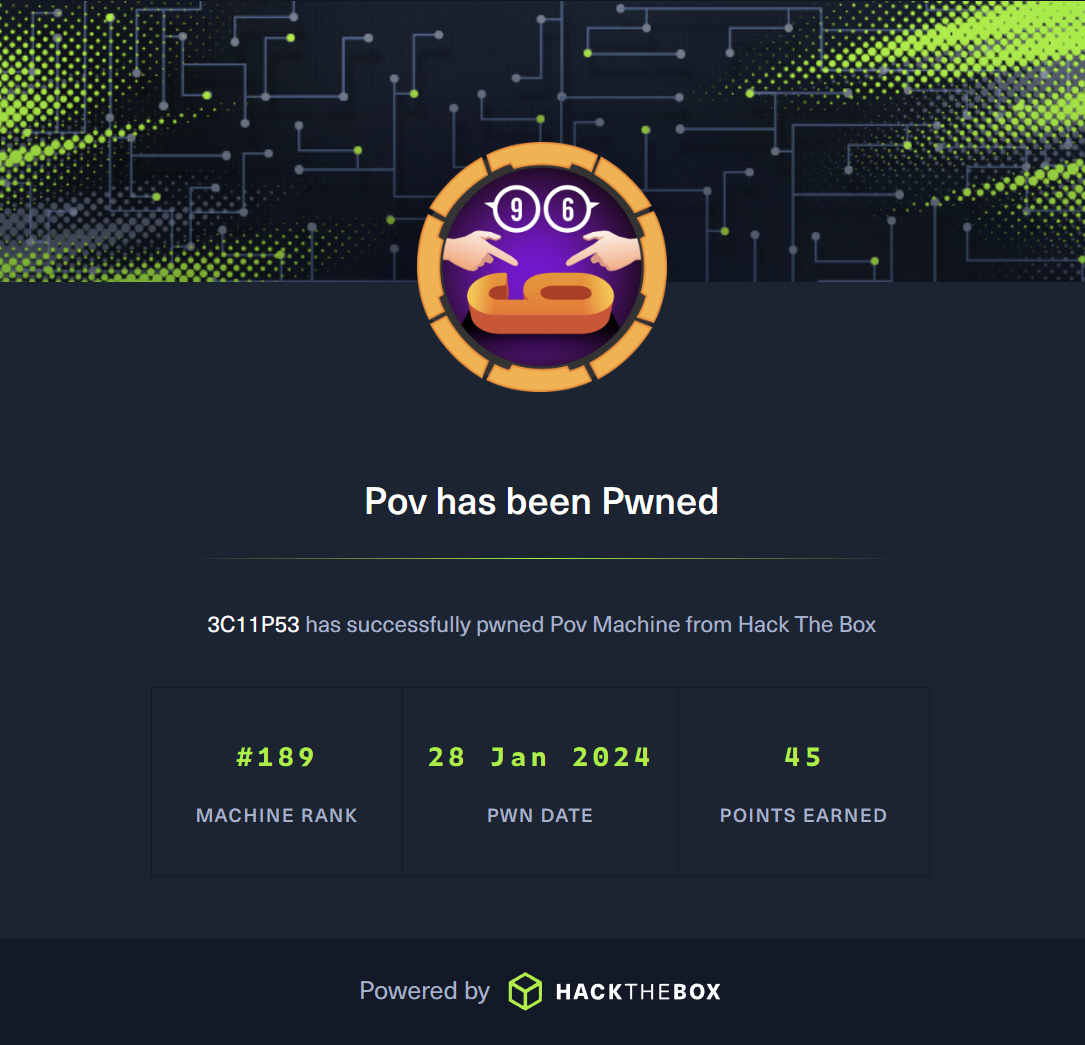 9 6
Pov has been Pwned
3C11P53 has successfully pwned Pov Machine from Hack The Box
#189
28 Jan 2024
45
MACHINE RANK
PWN DATE
POINTS EARNED
Powered by HACKTHEBOX